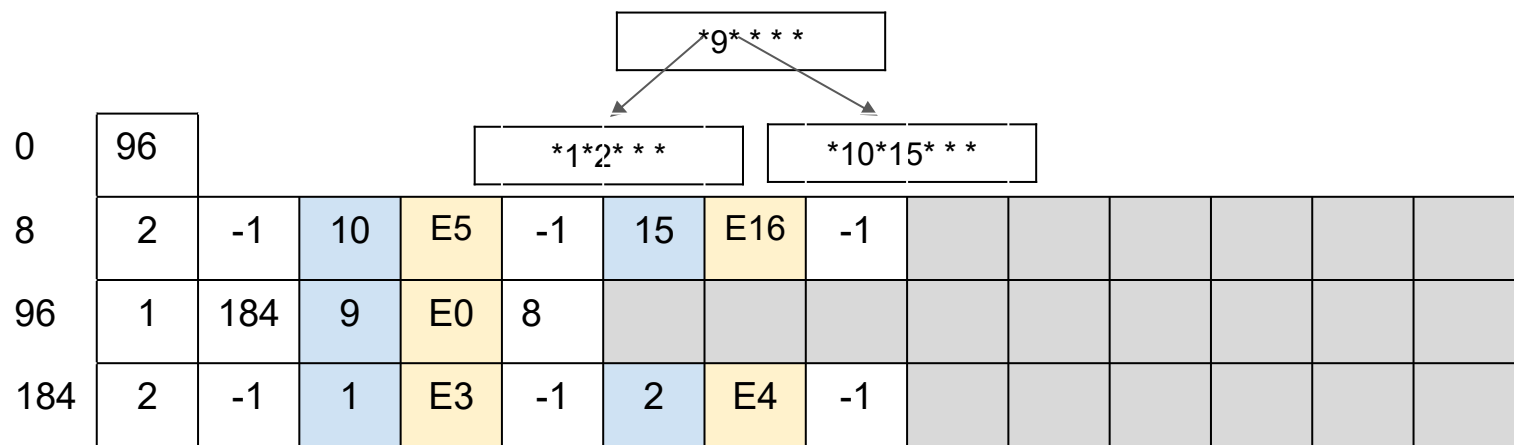 *9* * * *
0 96 *1*2* * * *10*15* * *
8 2 -1 10 E5 -1 15 E16 -1
96 1 184 9 E0 8
184 2 -1 1 E3 -1 2 E4 -1